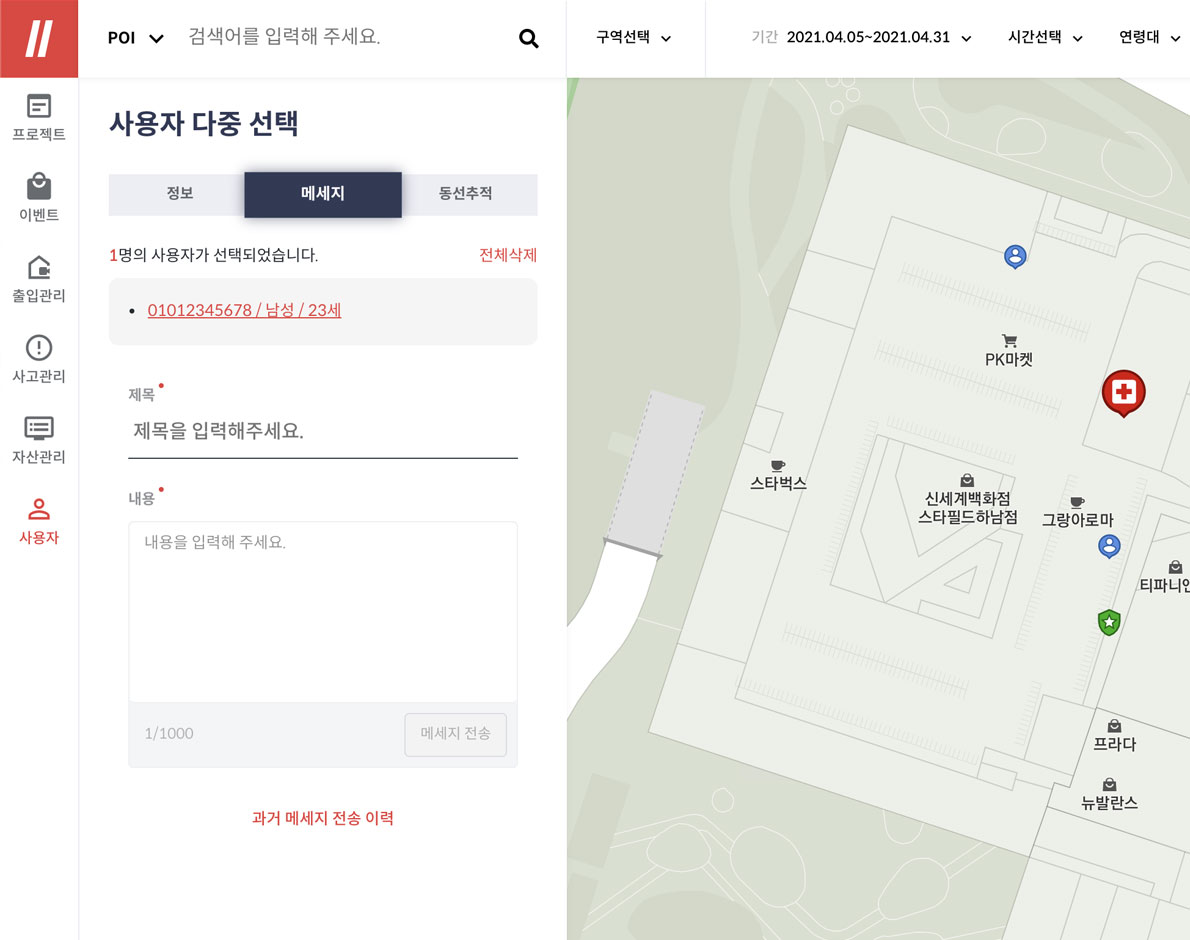 POI
검색어를 입력해 주세요.
구역선택
기간 2021.04.05~2021.04.31
시간선택
연령대
프로젝트
이벤트
출입관리
사고관리
자산관리
사용자
사용자 다중 선택
정보
메세지
동선추적
1명의 사용자가 선택되었습니다.
전체삭제
01012345678 / 남성 / 23세
제목
제목을 입력해주세요.
내용
내용을 입력해 주세요.
1/1000
메세지 전송
과거 메세지 전송 이력
PK마켓
스타벅스
신세계백화점
스타필드하남점
그랑아로마
티파니앤
프라다
뉴발란스